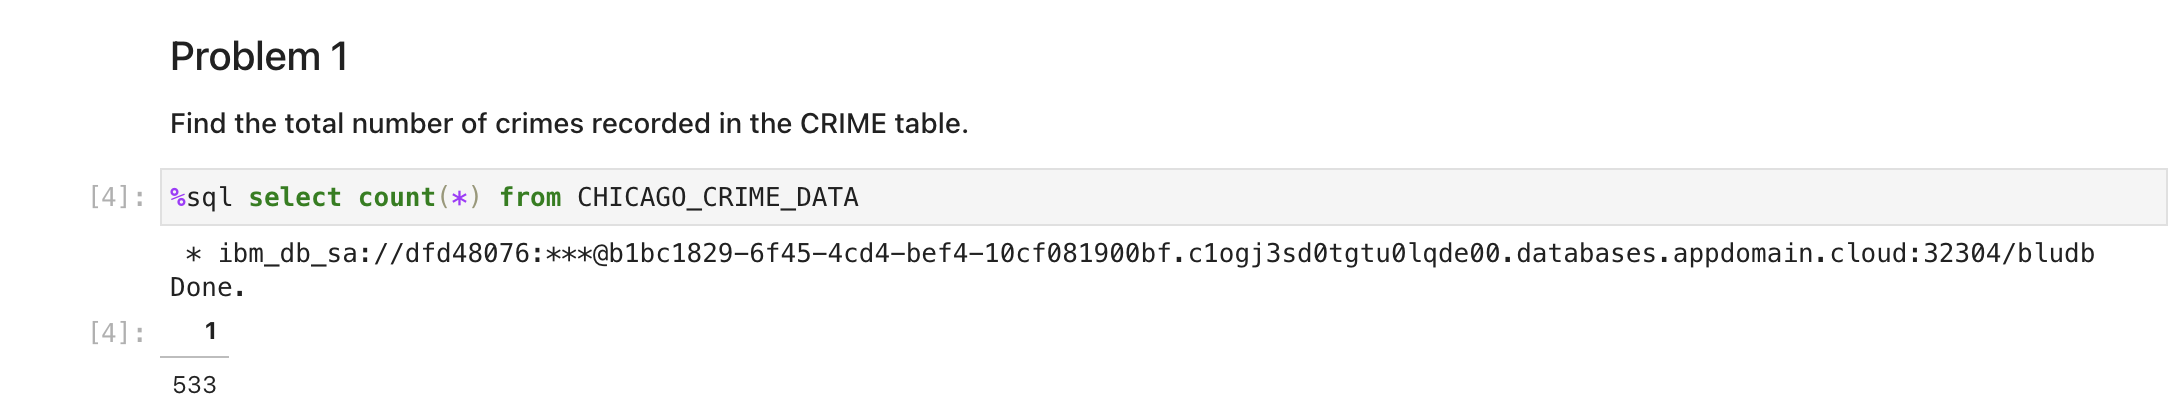 Problem 1
Find the total number of crimes recorded in the CRIME table.
[4]: %sql select count(*) from CHICAGO_CRIME_DATA
* ibm_db_sa://dfd48076:***@b1bc1829-6f45-4cd4-bef4-10cf081900bf.c1ogj3sd0tgtu0lqde00.databases.appdomain.cloud:32304/bludb
Done.
[4]: 1
533